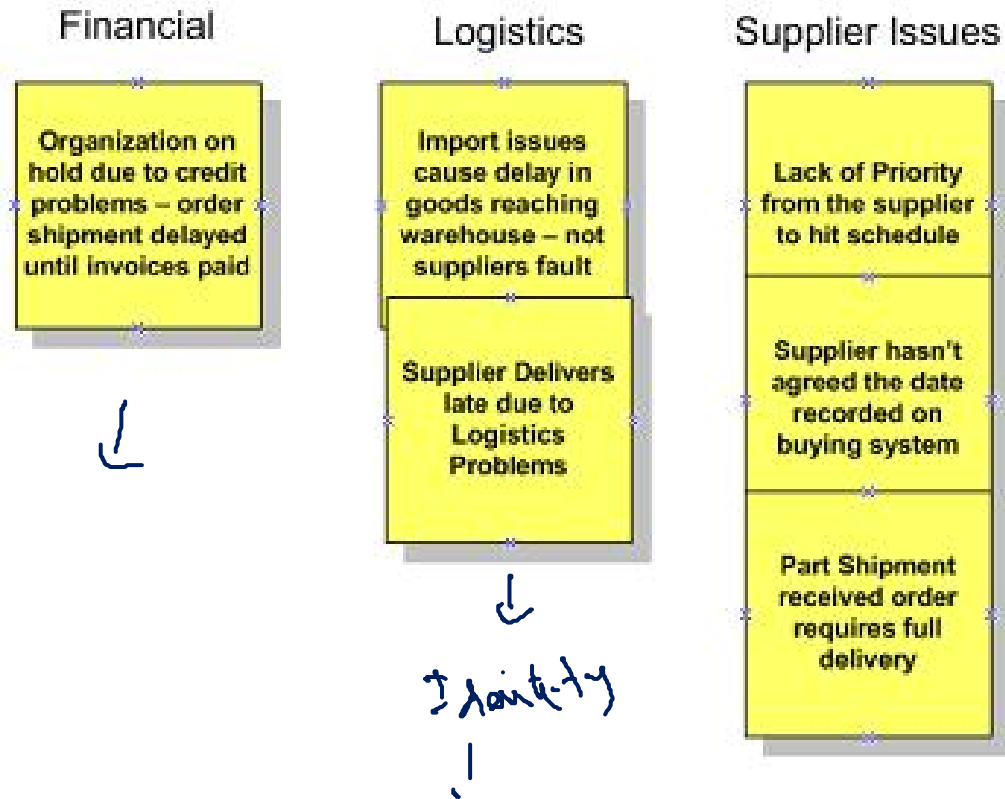 Financial
Organization on
hold due to credit
problems – order
shipment delayed
until invoices paid
Logistics
Import issues
cause delay in
goods reaching
warehouse – not
suppliers fault
Supplier Delivers
late due to
Logistics
Problems
Supplier Issues
Lack of Priority
from the supplier
to hit schedule
Supplier hasn't
agreed the date
recorded on
buying system
Part Shipment
received order
requires full
delivery